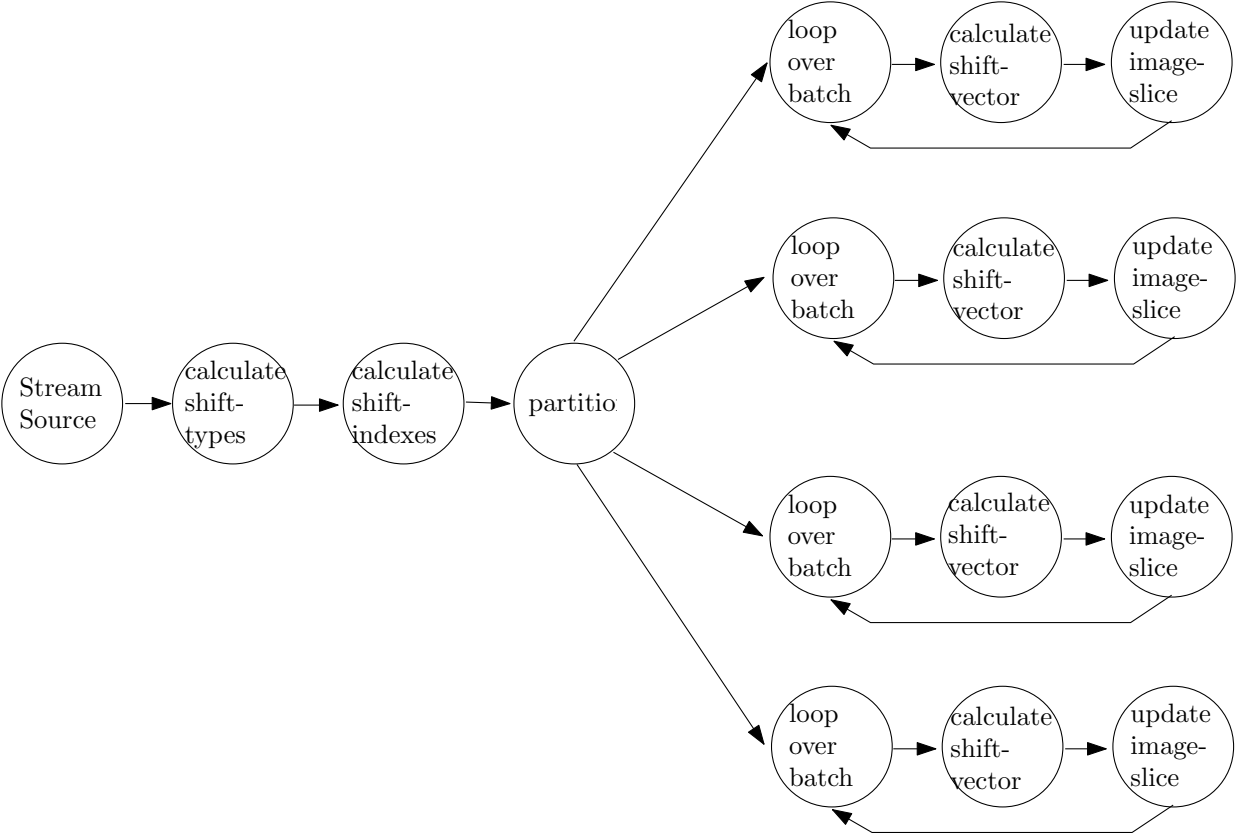 loop
over
batch
calculate
shift-
vector
update
image-
slice
loop
over
batch
calculate
shift-
vector
update
image-
slice
Stream
Source
calculate
shift-
types
calculate
shift-
indexes
partitio
loop
over
batch
calculate
shift-
vector
update
image-
slice
loop
over
batch
calculate
shift-
vector
update
image-
slice